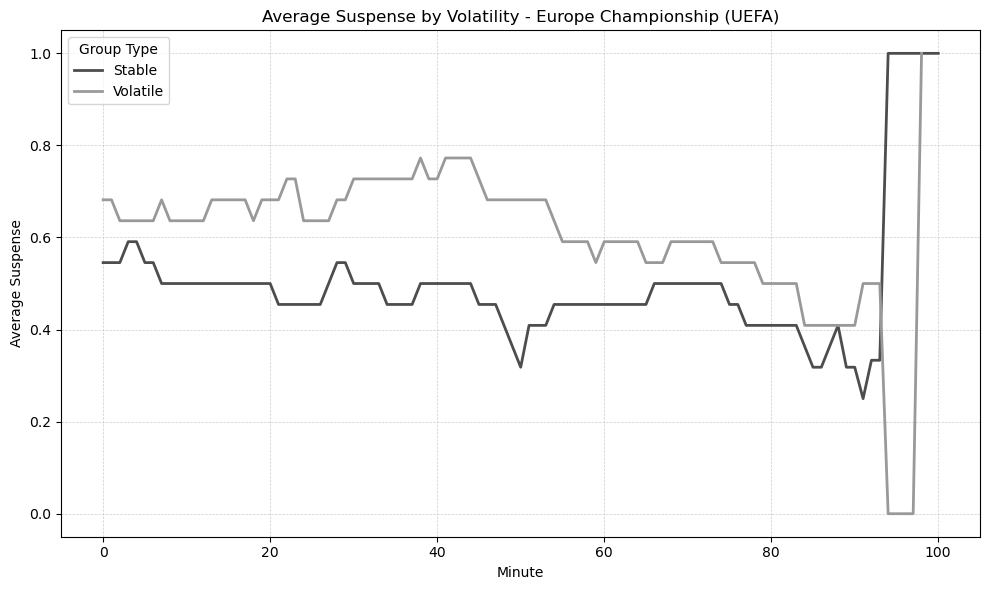 Average Suspense by Volatility - Europe Championship (UEFA)
Group Type
Stable
Volatile
Average Suspense
1.0
0.8
0.6
0.4
0.2
0.0
0 20 40 60 80 100
Minute